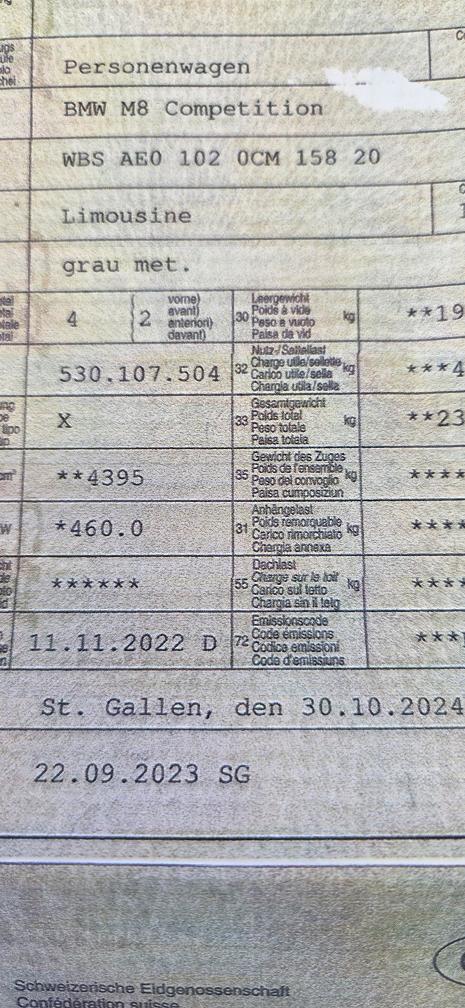 Personenwagen
BMW M8 Competition
WBS AE0 102 0CM 158 20
Limousine
grau met.
4
2
vorne)
avant)
anteriori)
davant)
30
Leergewicht
Poids à vide
Peso a vuoto
Paisa da vid
kg
**19
530.107.504
32
Nutz-/Sattellast
Charge utile/sellette
Carico utile/sella
Chargia utila/sella
kg
***4
X
33
Gesamtgewicht
Poids total
Peso totale
Paisa totala
kg
**23
**4395
35
Gewicht des Zuges
Poids de l'ensemble
Peso del convoglio
Paisa cumposiziun
kg
****
*460.0
31
Anhängelast
Poids remorquable
Carico rimorchiato
Chargia annexa
kg
****
******
55
Dachlast
Charge sur le toit
Carico sul tetto
Chargia sin il tetg
kg
****
11.11.2022 D
72
Emissionscode
Code émissions
Codice emissioni
Code d'emissiuns
***
St. Gallen, den 30.10.2024
22.09.2023 SG
Schweizerische Eidgenossenschaft
Confédération suisse